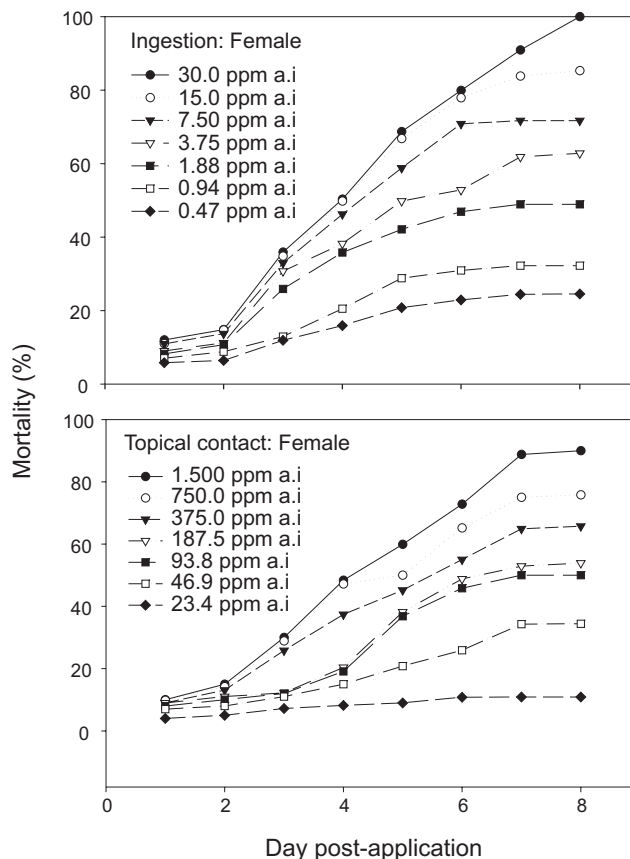 100
80
60
40
20
0
Ingestion: Female
30.0 ppm a.i
15.0 ppm a.i
7.50 ppm a.i
3.75 ppm a.i
1.88 ppm a.i
0.94 ppm a.i
0.47 ppm a.i
Mortality (%)
100
80
60
40
20
0
Topical contact: Female
1.500 ppm a.i
750.0 ppm a.i
375.0 ppm a.i
187.5 ppm a.i
93.8 ppm a.i
46.9 ppm a.i
23.4 ppm a.i
0 2 4 6 8
Day post-application